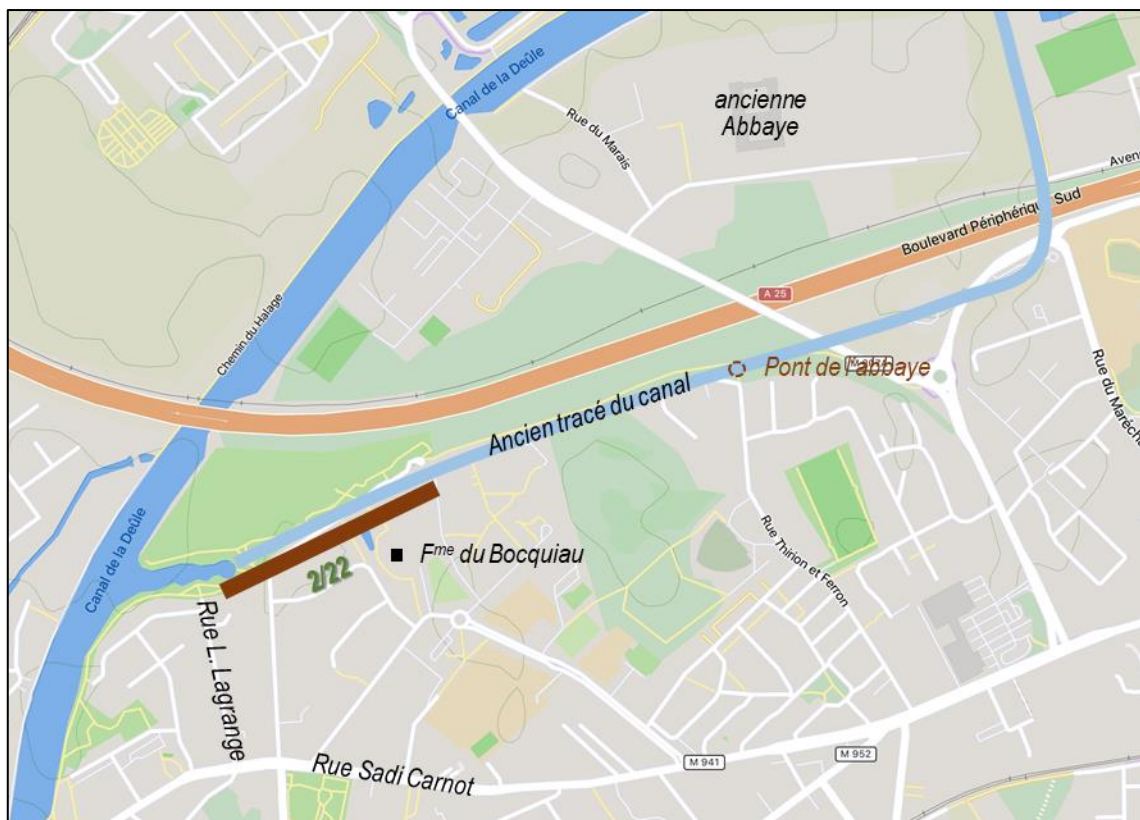 Canal de la Deûle
Rue du Marais
ancienne
Abbaye
Aven
Boulevard Périphérique Sud
A 25
Chemin du Halage
Pont de l'abbaye
Rue du Marécha
Ancien tracé du canal
Canal de la Deûle
Fme du Bocquiau
2/22
Rue Thirion et Ferron
Rue L. Lagrange
Rue Sadi Carnot
M 941
M 952